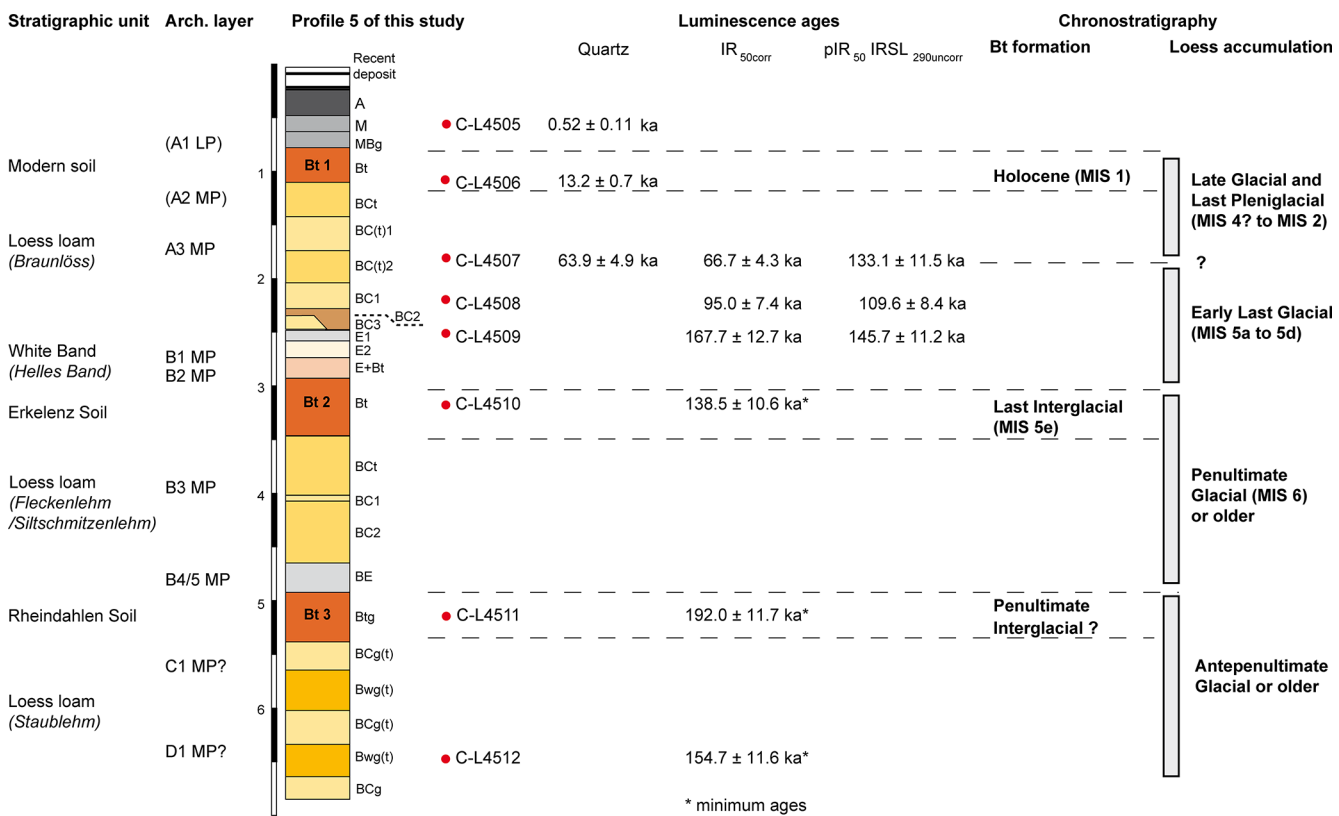 Stratigraphic unit Arch. layer Profile 5 of this study Luminescence ages Chronostratigraphy
Quartz IR 50corr pIR 50 IRSL 290uncorr Bt formation Loess accumulation
Recent
deposit
A
M C-L4505 0.52 ± 0.11 ka
(A1 LP) MBg
Modern soil 1 Bt 1 Bt
C-L4506 13.2 ± 0.7 ka Holocene (MIS 1)
Late Glacial and
Last Pleniglacial
(MIS 4? to MIS 2)
(A2 MP) BCt
BC(t)1
Loess loam
(Braunlöss)
A3 MP
BC(t)2 C-L4507 63.9 ± 4.9 ka 66.7 ± 4.3 ka 133.1 ± 11.5 ka ?
2
BC1 C-L4508 95.0 ± 7.4 ka 109.6 ± 8.4 ka
BC2
BC3
Early Last Glacial
(MIS 5a to 5d)
E1 C-L4509 167.7 ± 12.7 ka 145.7 ± 11.2 ka
E2
White Band
(Helles Band)
B1 MP
B2 MP
E+Bt
3
Erkelenz Soil Bt 2 Bt C-L4510 138.5 ± 10.6 ka* Last Interglacial
(MIS 5e)
BCt
Loess loam
(Fleckenlehm
/Siltschmitzenlehm)
B3 MP
4 BC1
Penultimate
Glacial (MIS 6)
or older
BC2
B4/5 MP BE
5
Rheindahlen Soil Bt 3 Btg C-L4511 192.0 ± 11.7 ka* Penultimate
Interglacial ?
BCg(t)
C1 MP?
Antepenultimate
Glacial or older
Bwg(t)
Loess loam
(Staublehm)
6
BCg(t)
D1 MP? Bwg(t) C-L4512 154.7 ± 11.6 ka*
BCg
* minimum ages